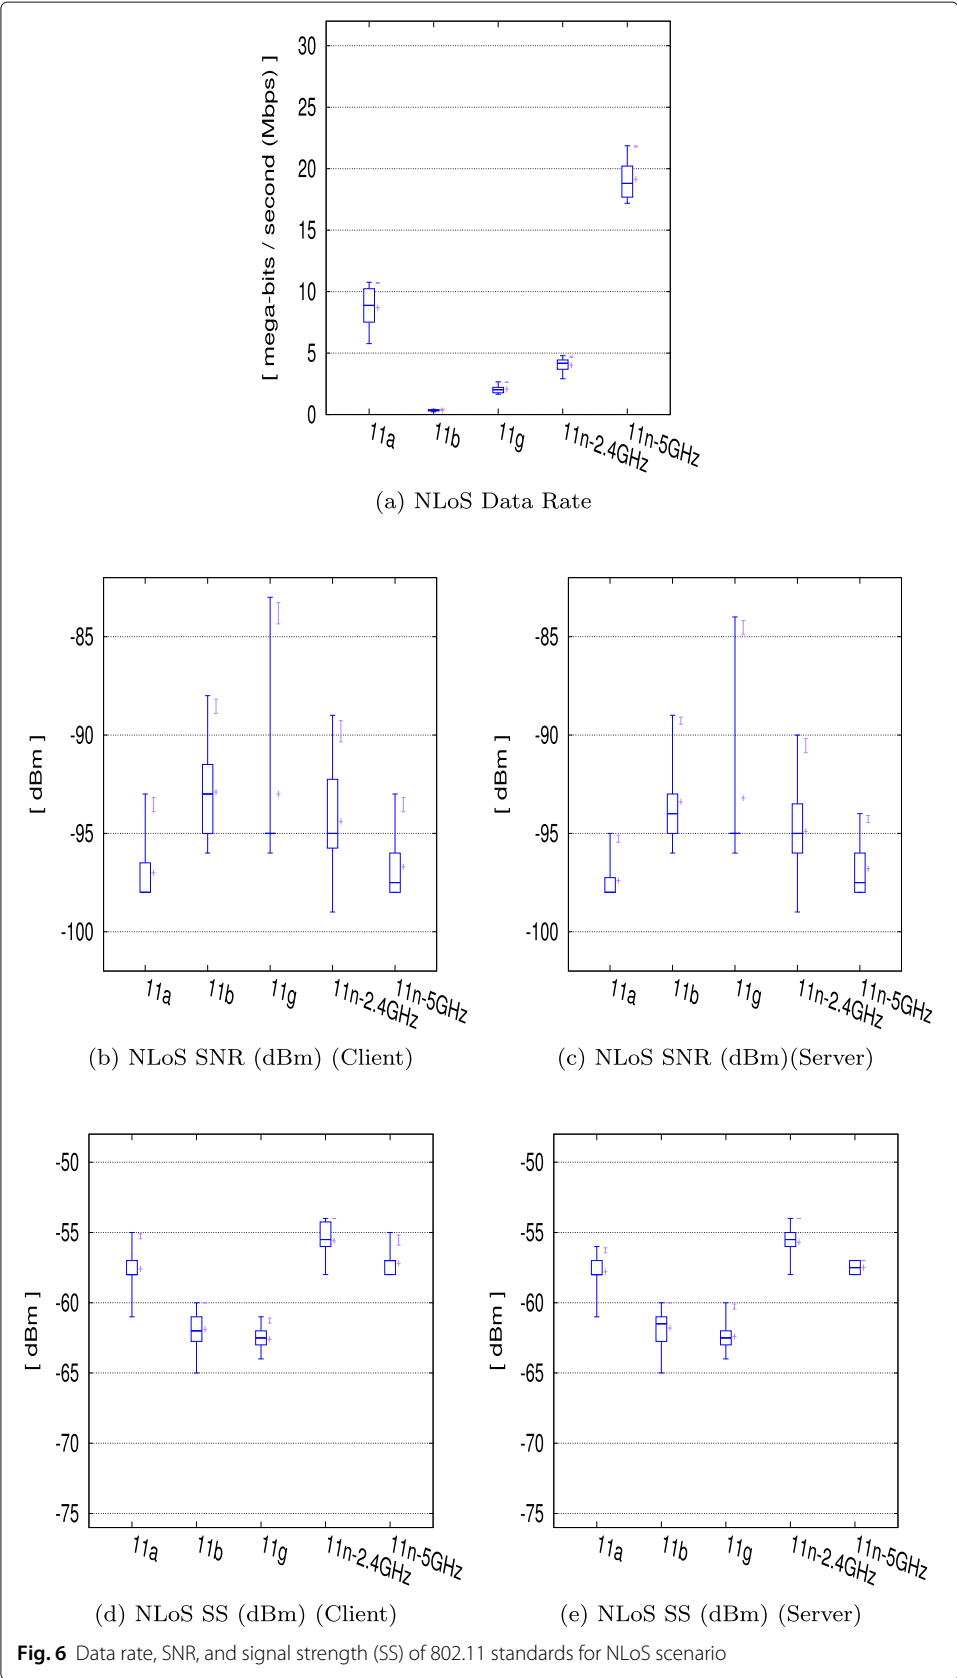 [ mega-bits / second (Mbps) ]
30
25
20
15
10
5
0
11a
11b
11g
11n-2.4GHz
11n-5GHz
(a) NLoS Data Rate
[ dBm ]
-85
-90
-95
-100
11a
11b
11g
11n-2.4GHz
11n-5GHz
(b) NLoS SNR (dBm) (Client)
[ dBm ]
-85
-90
-95
-100
11a
11b
11g
11n-2.4GHz
11n-5GHz
(c) NLoS SNR (dBm)(Server)
[ dBm ]
-50
-55
-60
-65
-70
-75
11a
11b
11g
11n-2.4GHz
11n-5GHz
(d) NLoS SS (dBm) (Client)
[ dBm ]
-50
-55
-60
-65
-70
-75
11a
11b
11g
11n-2.4GHz
11n-5GHz
(e) NLoS SS (dBm) (Server)
Fig. 6 Data rate, SNR, and signal strength (SS) of 802.11 standards for NLoS scenario